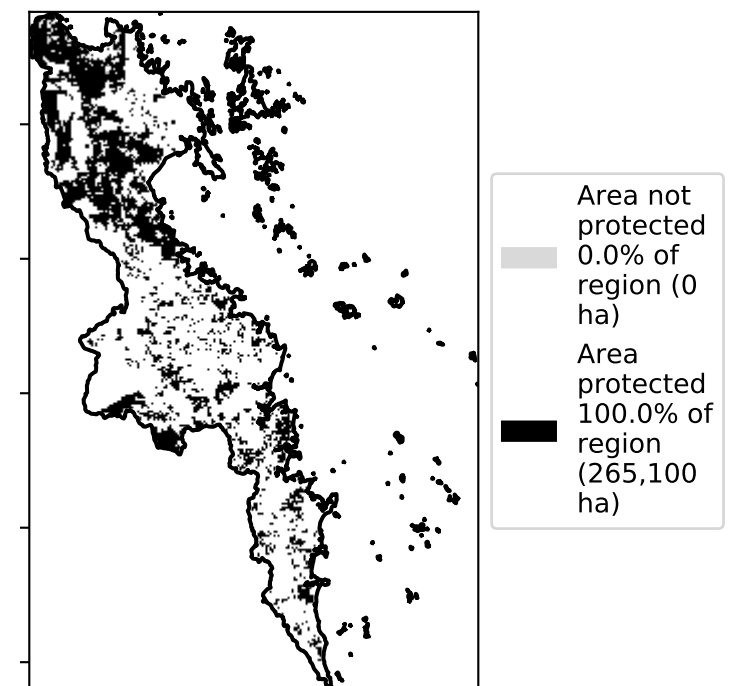 Area not
protected
0.0% of
region (0
ha)
Area
protected
100.0% of
region
(265,100
ha)